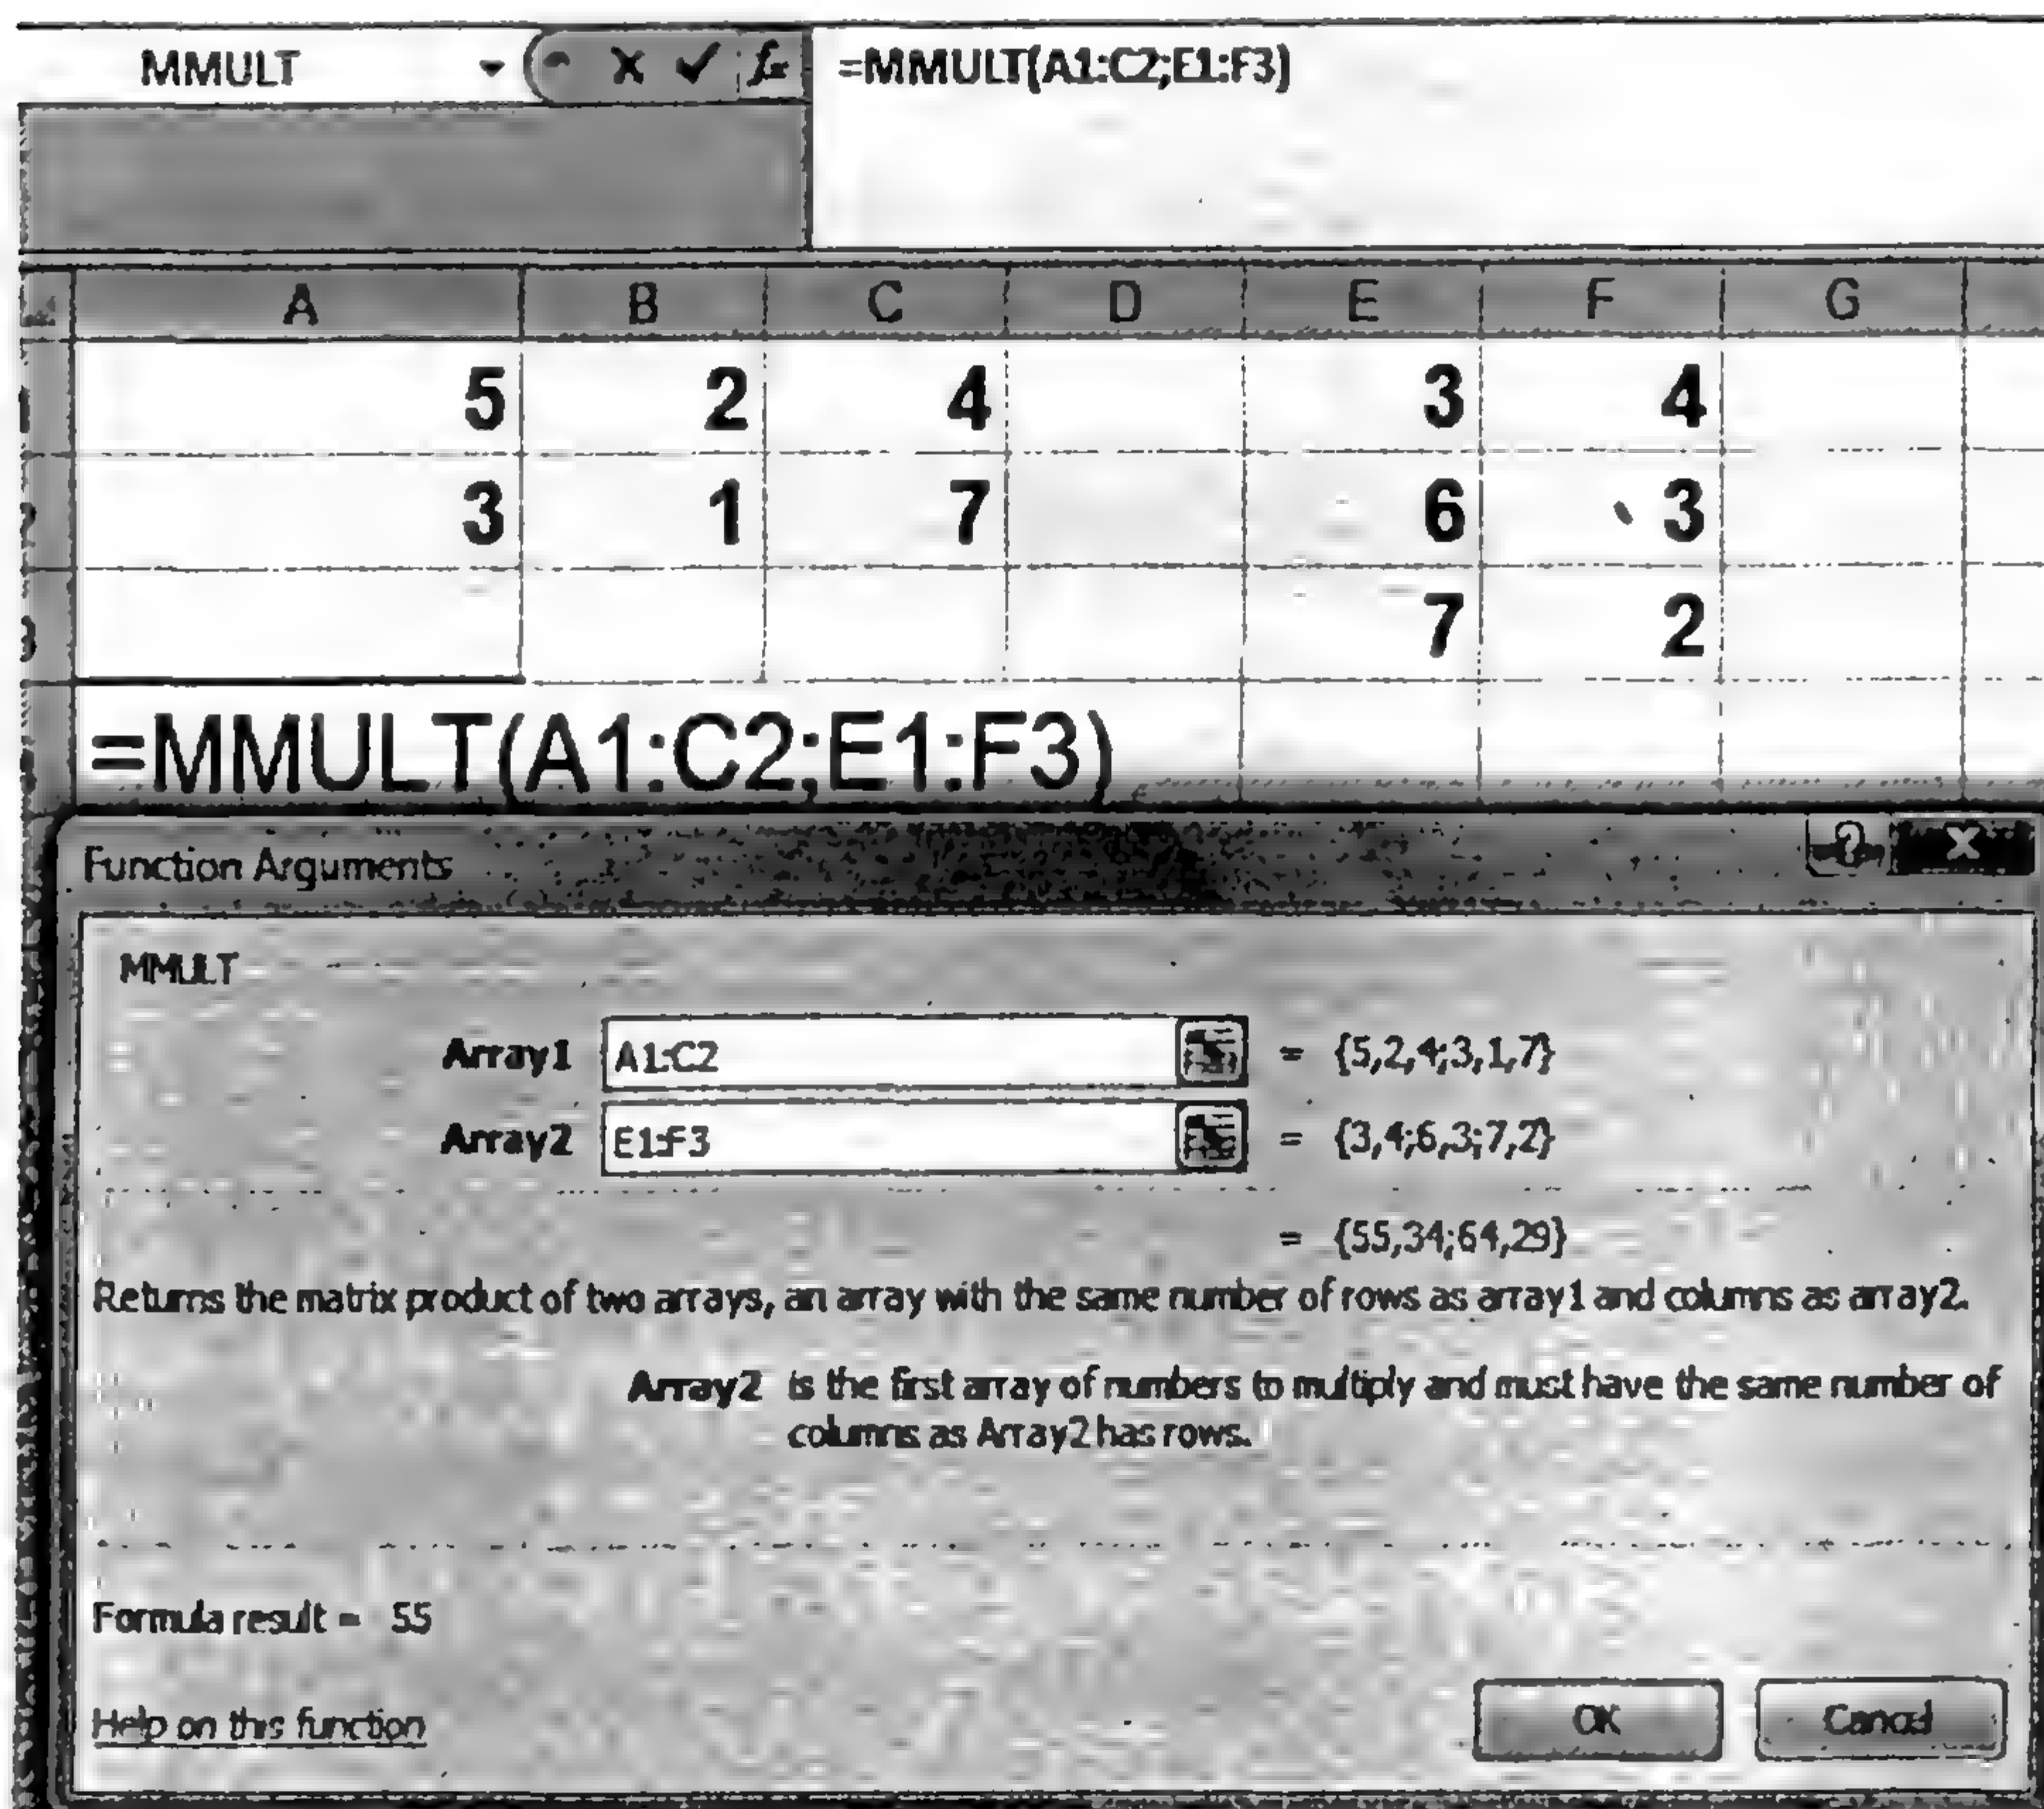 MMULT =MMULT(A1:C2;E1:F3)
A B C D E F G
1 5 2 4 3 4
2 3 1 7 6 3
3 7 2
=MMULT(A1:C2;E1:F3)
Function Arguments ? X
MMULT
Array1 A1:C2 = {5,2,4;3,1,7}
Array2 E1:F3 = {3,4;6,3;7,2}
= {55,34;64,29}
Returns the matrix product of two arrays, an array with the same number of rows as array1 and columns as array2.
Array2 is the first array of numbers to multiply and must have the same number of
columns as Array2 has rows.
Formula result = 55
Help on this function OK Cancel